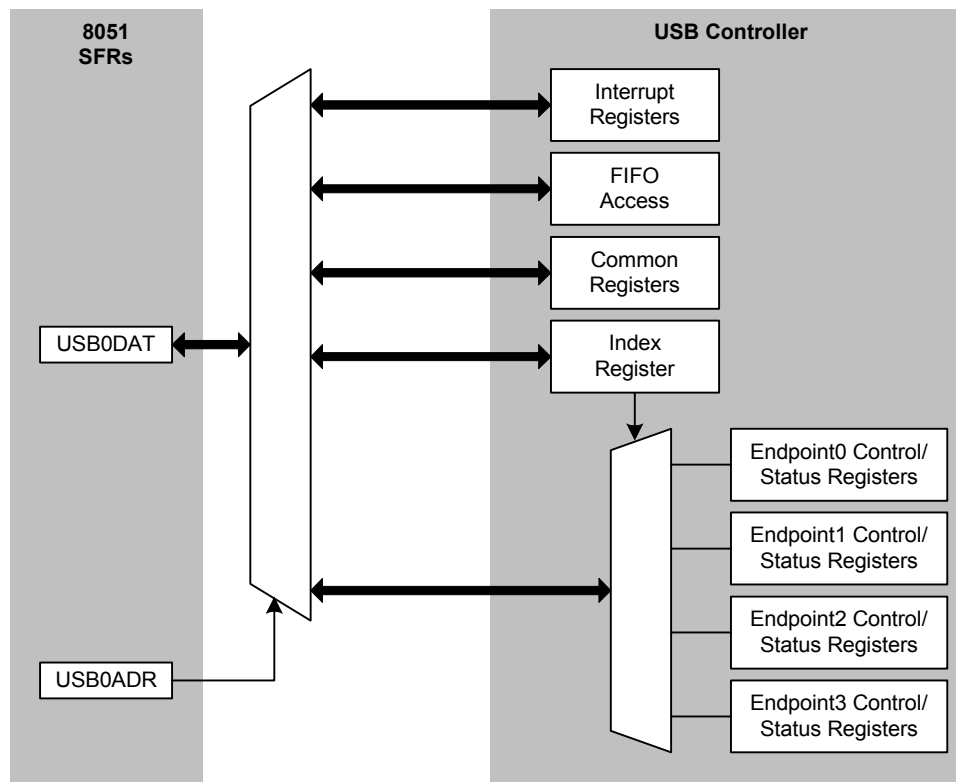 8051
SFRs
USB Controller
Interrupt
Registers
FIFO
Access
Common
Registers
USB0DAT
Index
Register
Endpoint0 Control/
Status Registers
Endpoint1 Control/
Status Registers
Endpoint2 Control/
Status Registers
USB0ADR
Endpoint3 Control/
Status Registers